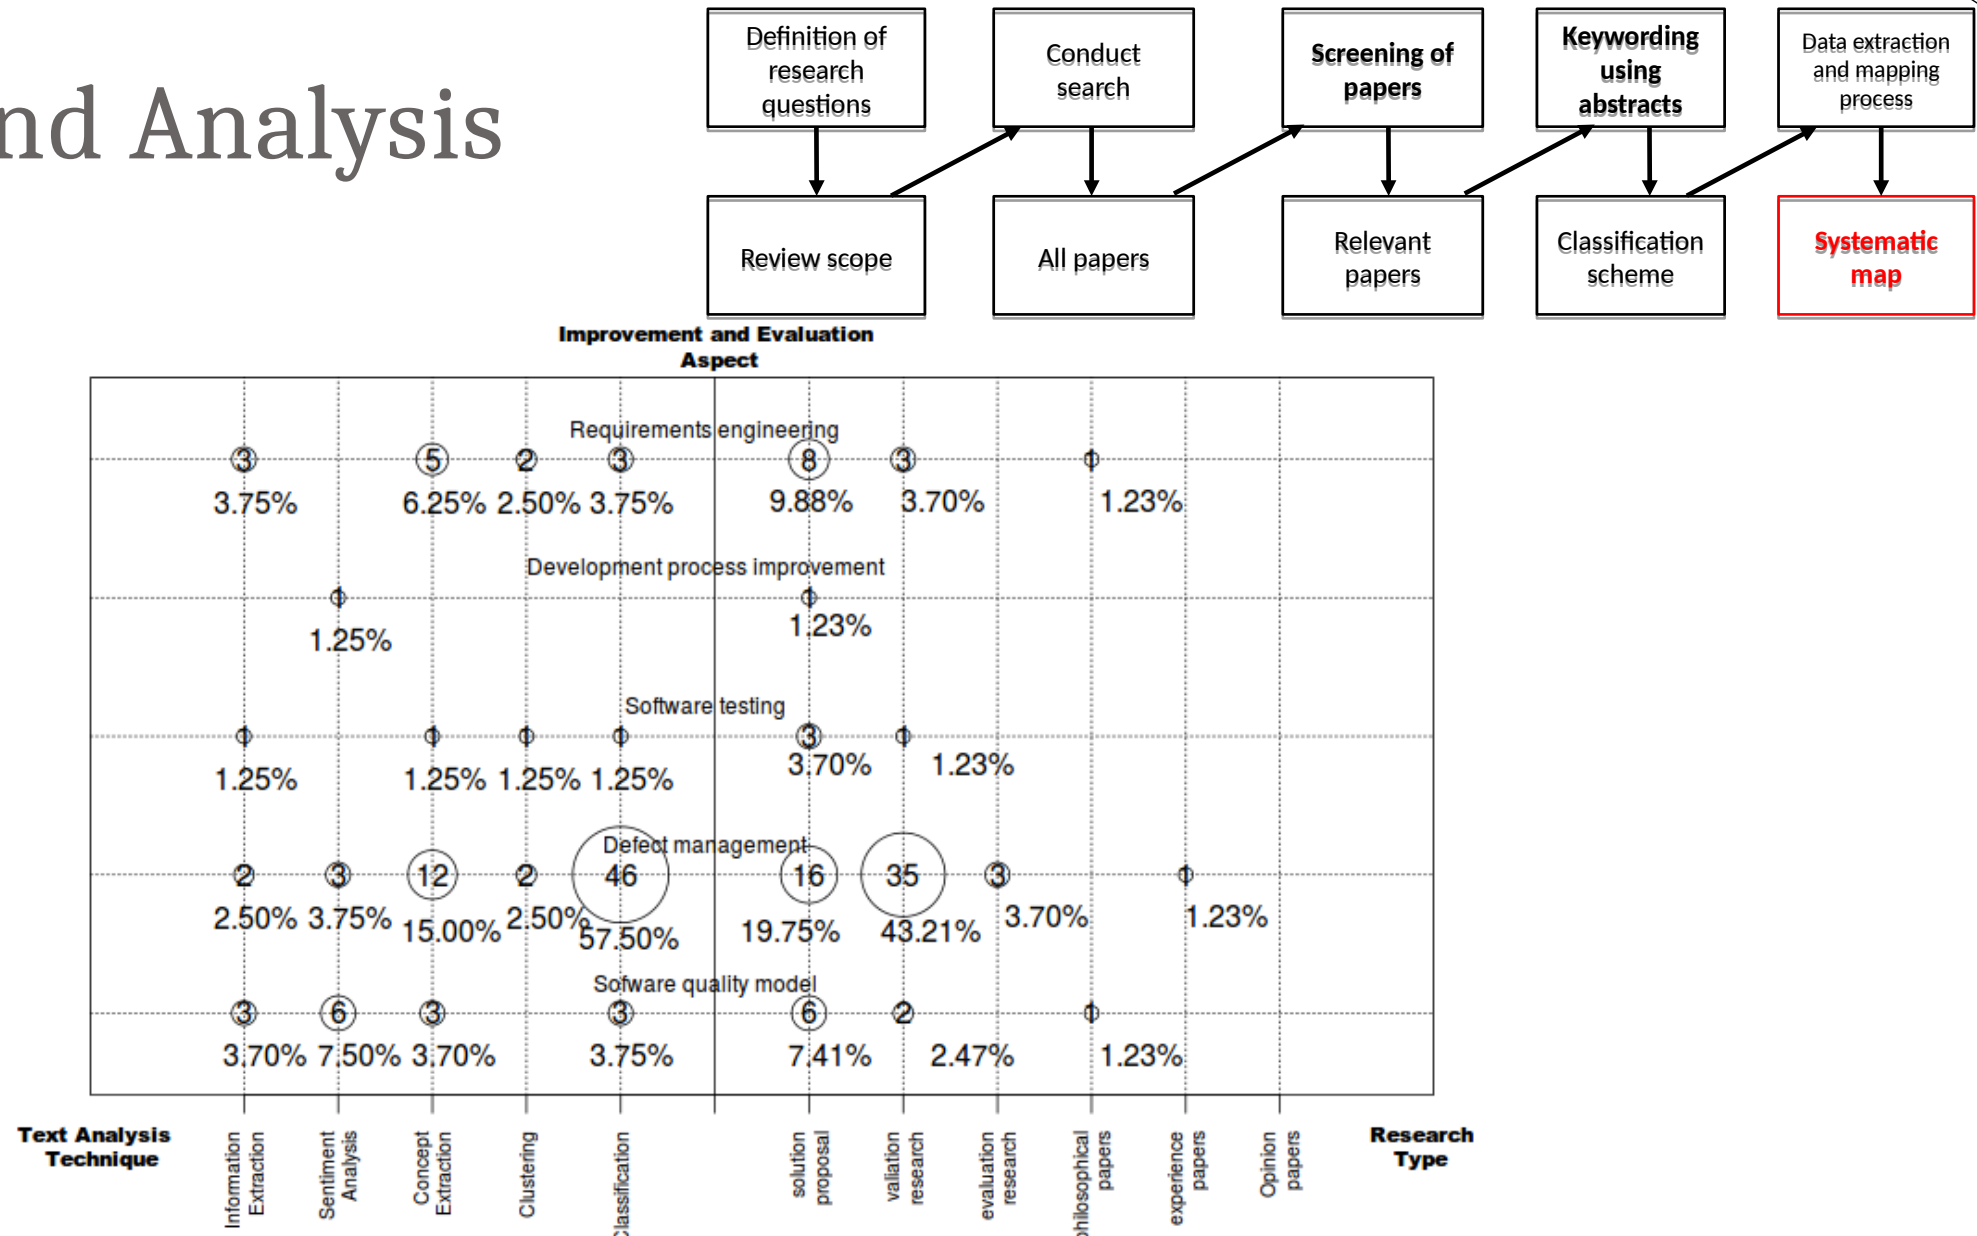 nd Analysis
Definition of
research
questions
Conduct
search
Screening of
papers
Keywording
using
abstracts
Data extraction
and mapping
process
Review scope
All papers
Relevant
papers
Classification
scheme
Systematic
map
Improvement and Evaluation
Aspect
Requirements engineering
3 5 2 3 8 3 1
3.75% 6.25% 2.50% 3.75% 9.88% 3.70% 1.23%
Development process improvement
1 1
1.25% 1.23%
Software testing
1 1 1 1 3 1
1.25% 1.25% 1.25% 1.25% 3.70% 1.23%
Defect management
2 3 12 2 46 16 35 3 1
2.50% 3.75% 15.00% 2.50% 57.50% 19.75% 43.21% 3.70% 1.23%
Sofware quality model
3 6 3 3 6 2 1
3.70% 7.50% 3.70% 3.75% 7.41% 2.47% 1.23%
Text Analysis
Technique
Information
Extraction
Sentiment
Analysis
Concept
Extraction
Clustering
Classification
solution
proposal
valiation
research
evaluation
research
philosophical
papers
experience
papers
Opinion
papers
Research
Type